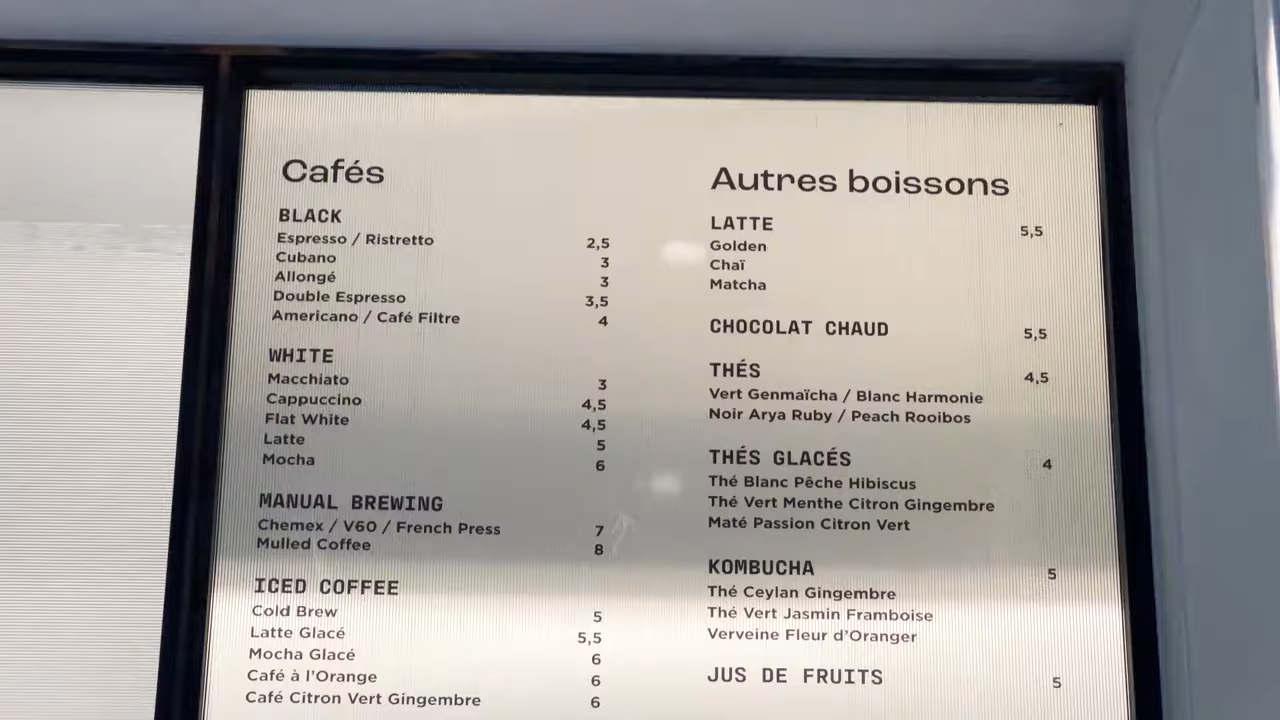 Cafés
BLACK
Espresso / Ristretto 2,5
Cubano 3
Allongé 3
Double Espresso 3,5
Americano / Café Filtre 4
WHITE
Macchiato 3
Cappuccino 4,5
Flat White 4,5
Latte 5
Mocha 6
MANUAL BREWING
Chemex / V60 / French Press 7
Mulled Coffee 8
ICED COFFEE
Cold Brew 5
Latte Glacé 5,5
Mocha Glacé 6
Café à l'Orange 6
Café Citron Vert Gingembre 6
Autres boissons
LATTE 5,5
Golden
Chaï
Matcha
CHOCOLAT CHAUD 5,5
THÉS 4,5
Vert Genmaïcha / Blanc Harmonie
Noir Arya Ruby / Peach Rooibos
THÉS GLACÉS 4
Thé Blanc Pêche Hibiscus
Thé Vert Menthe Citron Gingembre
Maté Passion Citron Vert
KOMBUCHA 5
Thé Ceylan Gingembre
Thé Vert Jasmin Framboise
Verveine Fleur d'Oranger
JUS DE FRUITS 5